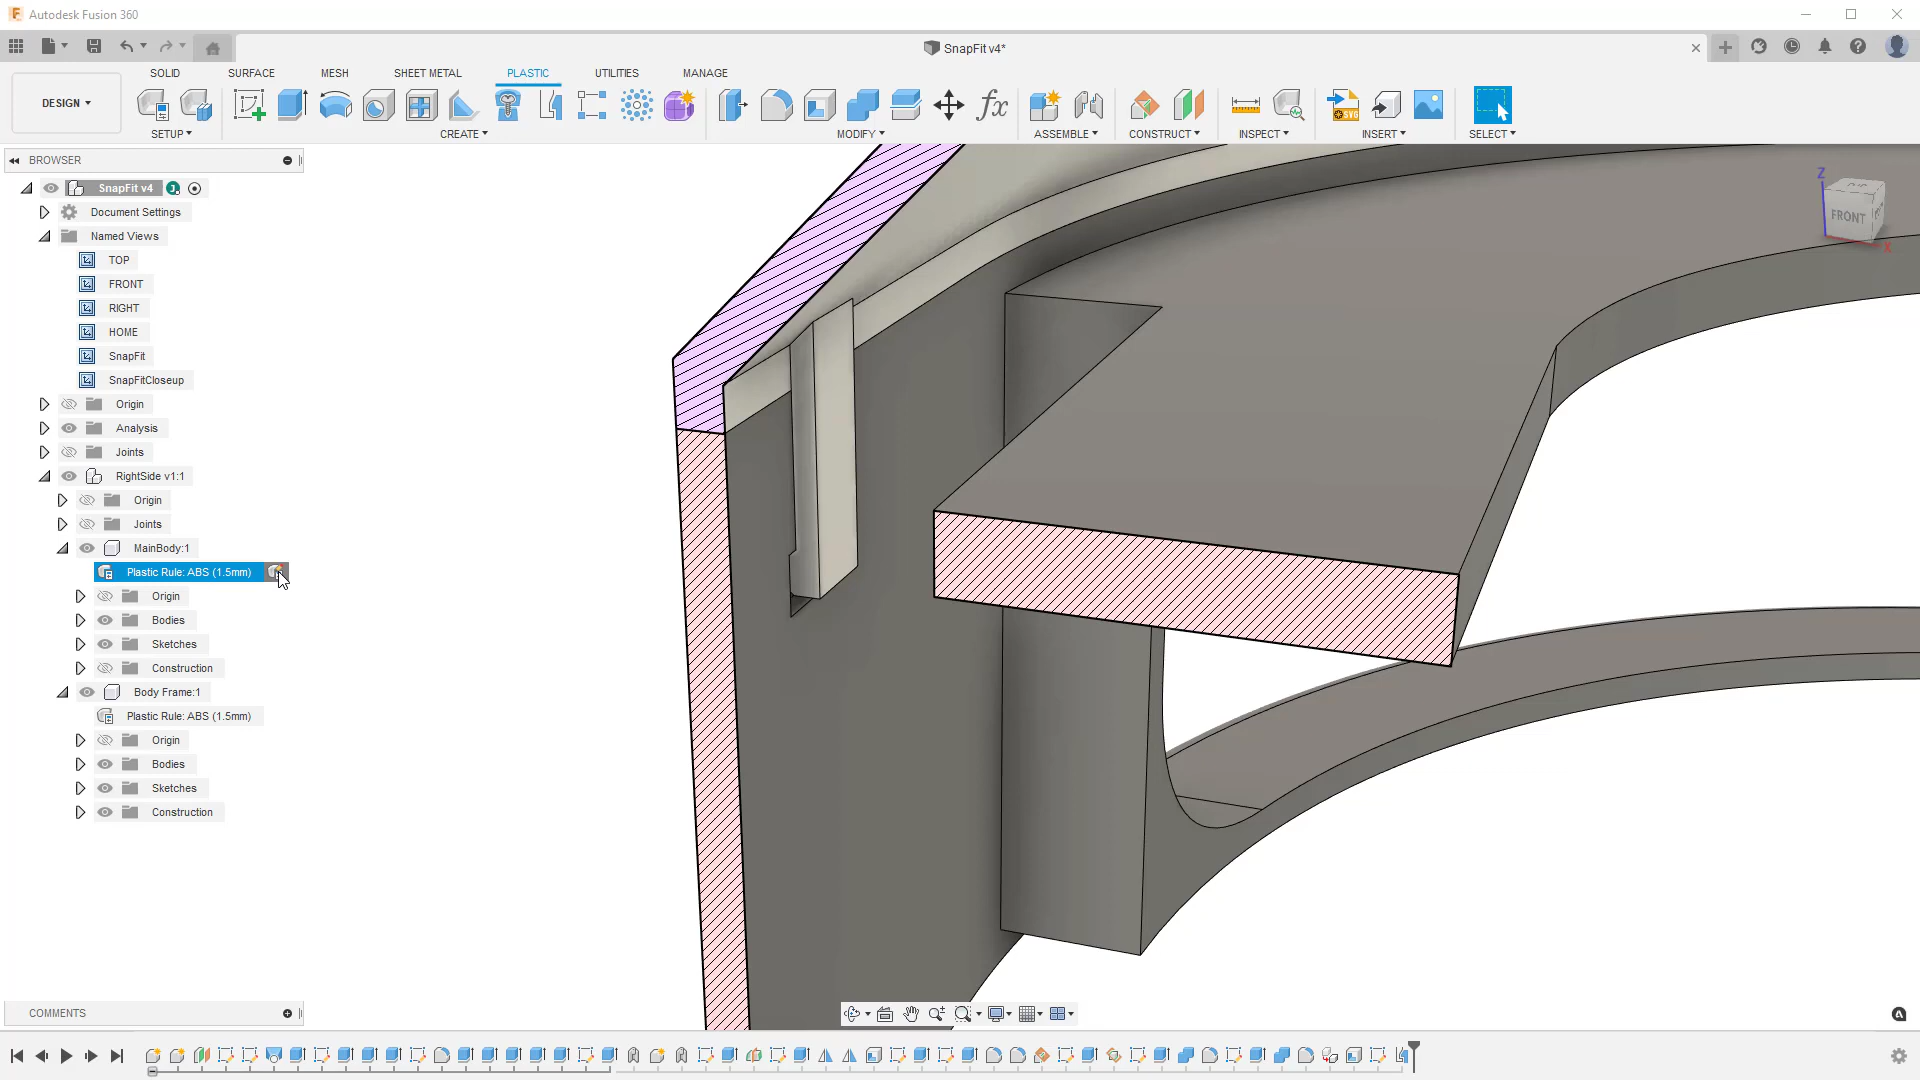 Autodesk Fusion 360
SnapFit v4*
DESIGN
SOLID
SURFACE
MESH
SHEET METAL
PLASTIC
UTILITIES
MANAGE
SETUP
CREATE
MODIFY
ASSEMBLE
CONSTRUCT
INSPECT
INSERT
SELECT
SVG
BROWSER
SnapFit v4
Document Settings
Named Views
TOP
FRONT
RIGHT
HOME
SnapFit
SnapFitCloseup
Origin
Analysis
Joints
RightSide v1:1
Origin
Joints
MainBody:1
Plastic Rule: ABS (1.5mm)
Origin
Bodies
Sketches
Construction
Body Frame:1
Plastic Rule: ABS (1.5mm)
Origin
Bodies
Sketches
Construction
Z
FRONT
X
COMMENTS